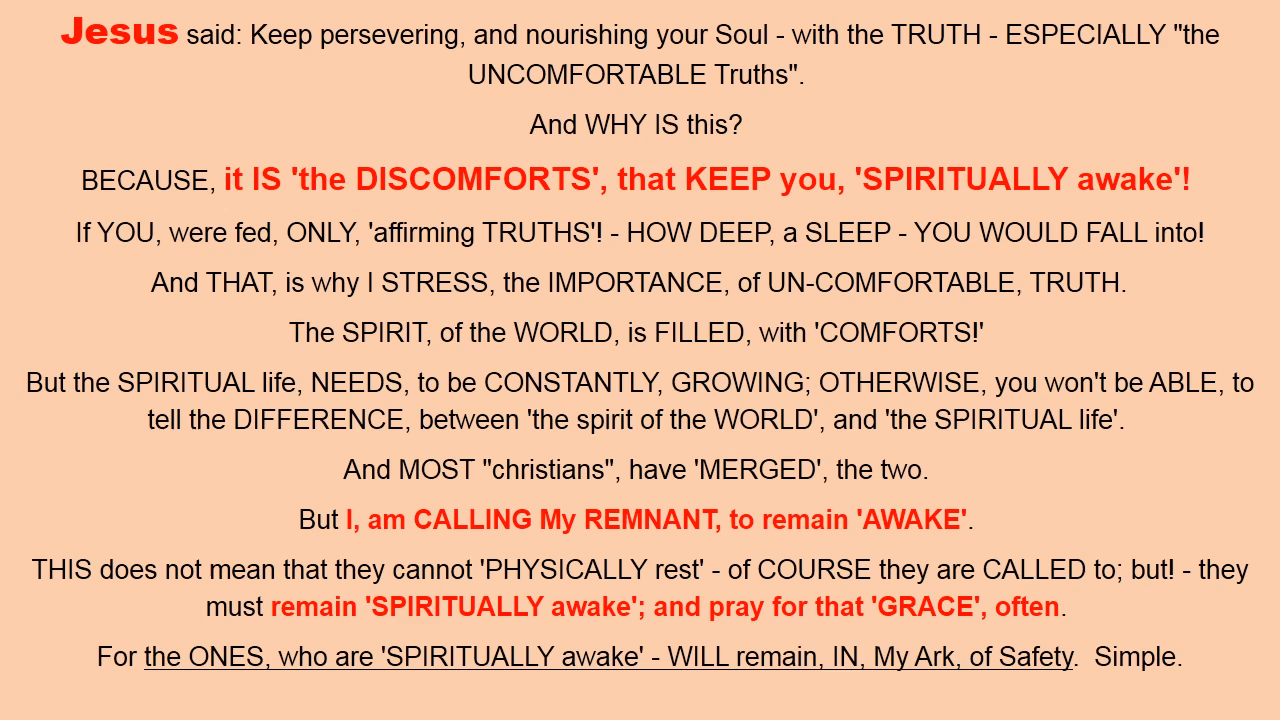 Jesus said: Keep persevering, and nourishing your Soul - with the TRUTH - ESPECIALLY "the
UNCOMFORTABLE Truths".
And WHY IS this?
BECAUSE, it IS 'the DISCOMFORTS', that KEEP you, 'SPIRITUALLY awake'!
If YOU, were fed, ONLY, 'affirming TRUTHS'! - HOW DEEP, a SLEEP - YOU WOULD FALL into!
And THAT, is why I STRESS, the IMPORTANCE, of UN-COMFORTABLE, TRUTH.
The SPIRIT, of the WORLD, is FILLED, with 'COMFORTS!'
But the SPIRITUAL life, NEEDS, to be CONSTANTLY, GROWING; OTHERWISE, you won't be ABLE, to
tell the DIFFERENCE, between 'the spirit of the WORLD', and 'the SPIRITUAL life'.
And MOST "christians", have 'MERGED', the two.
But I, am CALLING My REMNANT, to remain 'AWAKE'.
THIS does not mean that they cannot 'PHYSICALLY rest' - of COURSE they are CALLED to; but! - they
must remain 'SPIRITUALLY awake'; and pray for that 'GRACE', often.
For the ONES, who are 'SPIRITUALLY awake' - WILL remain, IN, My Ark, of Safety.  Simple.